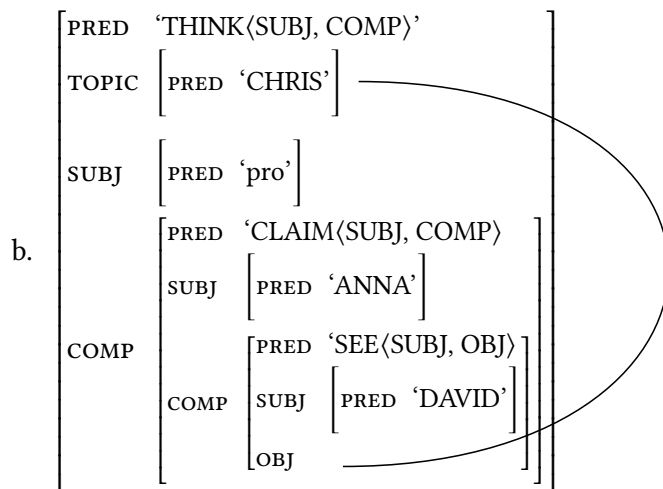 PRED ‘THINK⟨SUBJ, COMP⟩’
TOPIC [PRED ‘CHRIS’]
SUBJ [PRED ‘pro’]
b.
PRED ‘CLAIM⟨SUBJ, COMP⟩
SUBJ [PRED ‘ANNA’]
COMP
PRED ‘SEE⟨SUBJ, OBJ⟩
COMP SUBJ [PRED ‘DAVID’]
OBJ